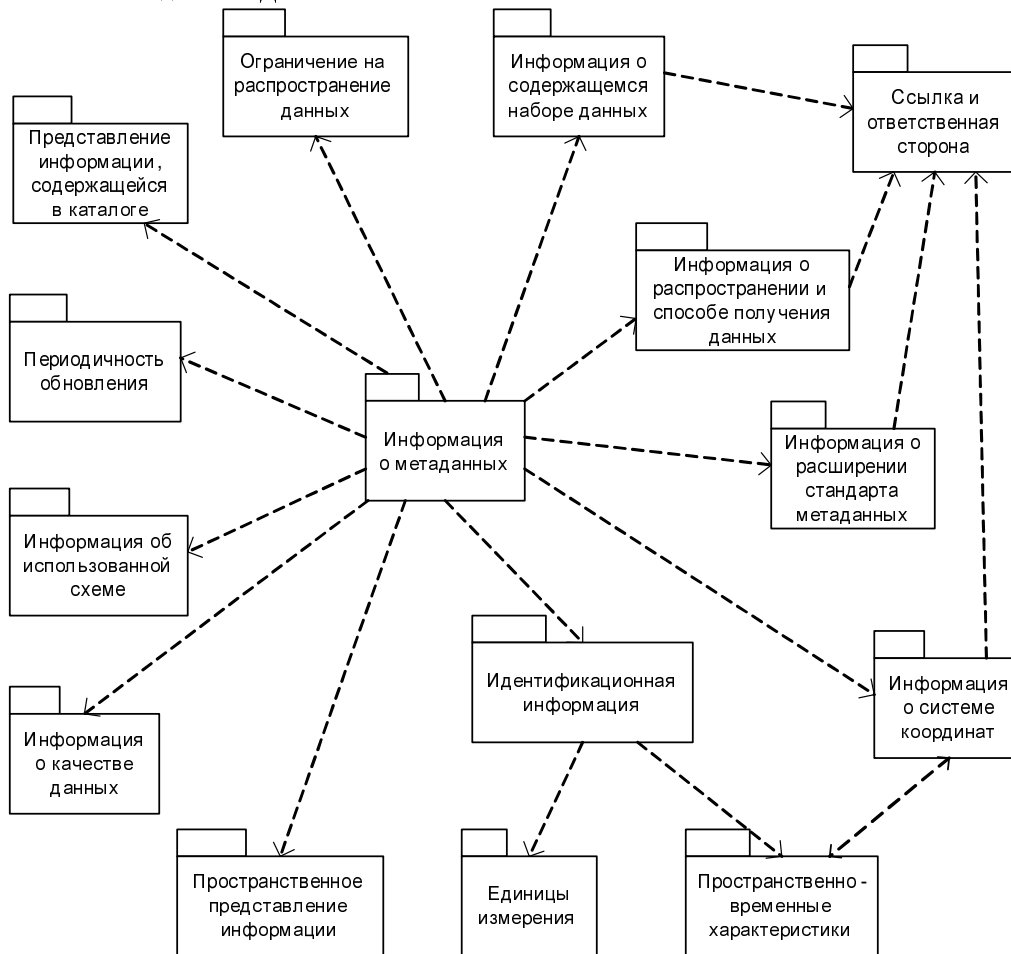 Ограничение на
распространение
данных
Информация о
содержащемся
наборе данных
Ссылка и
ответственная
сторона
Представление
информации ,
содержащейся
в каталоге
Информация о
распространении и
способе получения
данных
Периодичность
обновления
Информация
о метаданных
Информация о
расширении
стандарта
метаданных
Информация об
использованной
схеме
Идентификационная
информация
Информация
о системе
координат
Информация
о качестве
данных
Пространственное
представление
информации
Единицы
измерения
Пространственно -
временные
характеристики